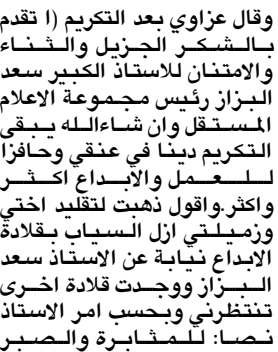 وقال عزاوي بعد التكريم (ا تقدم
بالشكر الجزيل والثناء
والامتنان للاستاذ الكبير سعد
البزاز رئيس مجموعة الاعلام
المستقل وان شاءالله يبقى
التكريم دينا في عنقي وحافزا
للعمل والابداع اكثر
واكثر.واقول ذهبت لتقليد اختي
وزميلتي ازل السياب بقلادة
الابداع نيابة عن الاستاذ سعد
البزاز ووجدت قلادة اخرى
تنتظرني وبحسب امر الاستاذ
نصا: للمثابرة والصبر